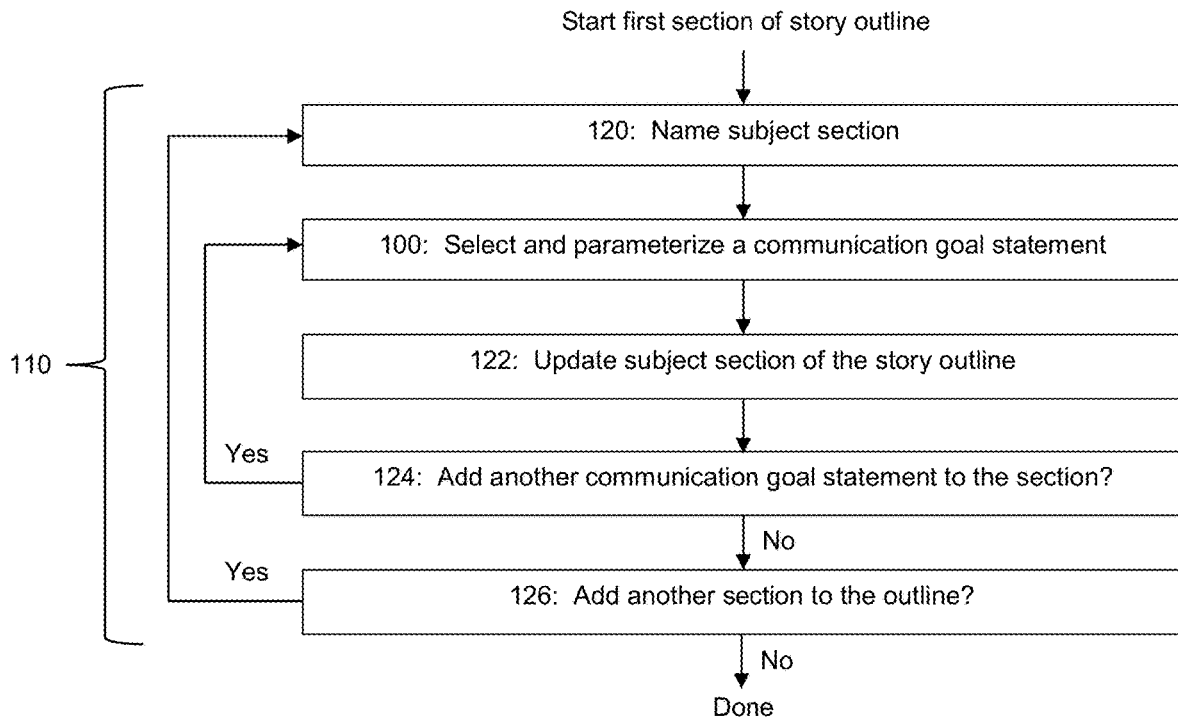 Start first section of story outline
120: Name subject section
100: Select and parameterize a communication goal statement
110
122: Update subject section of the story outline
Yes
124: Add another communication goal statement to the section?
No
Yes
126: Add another section to the outline?
No
Done